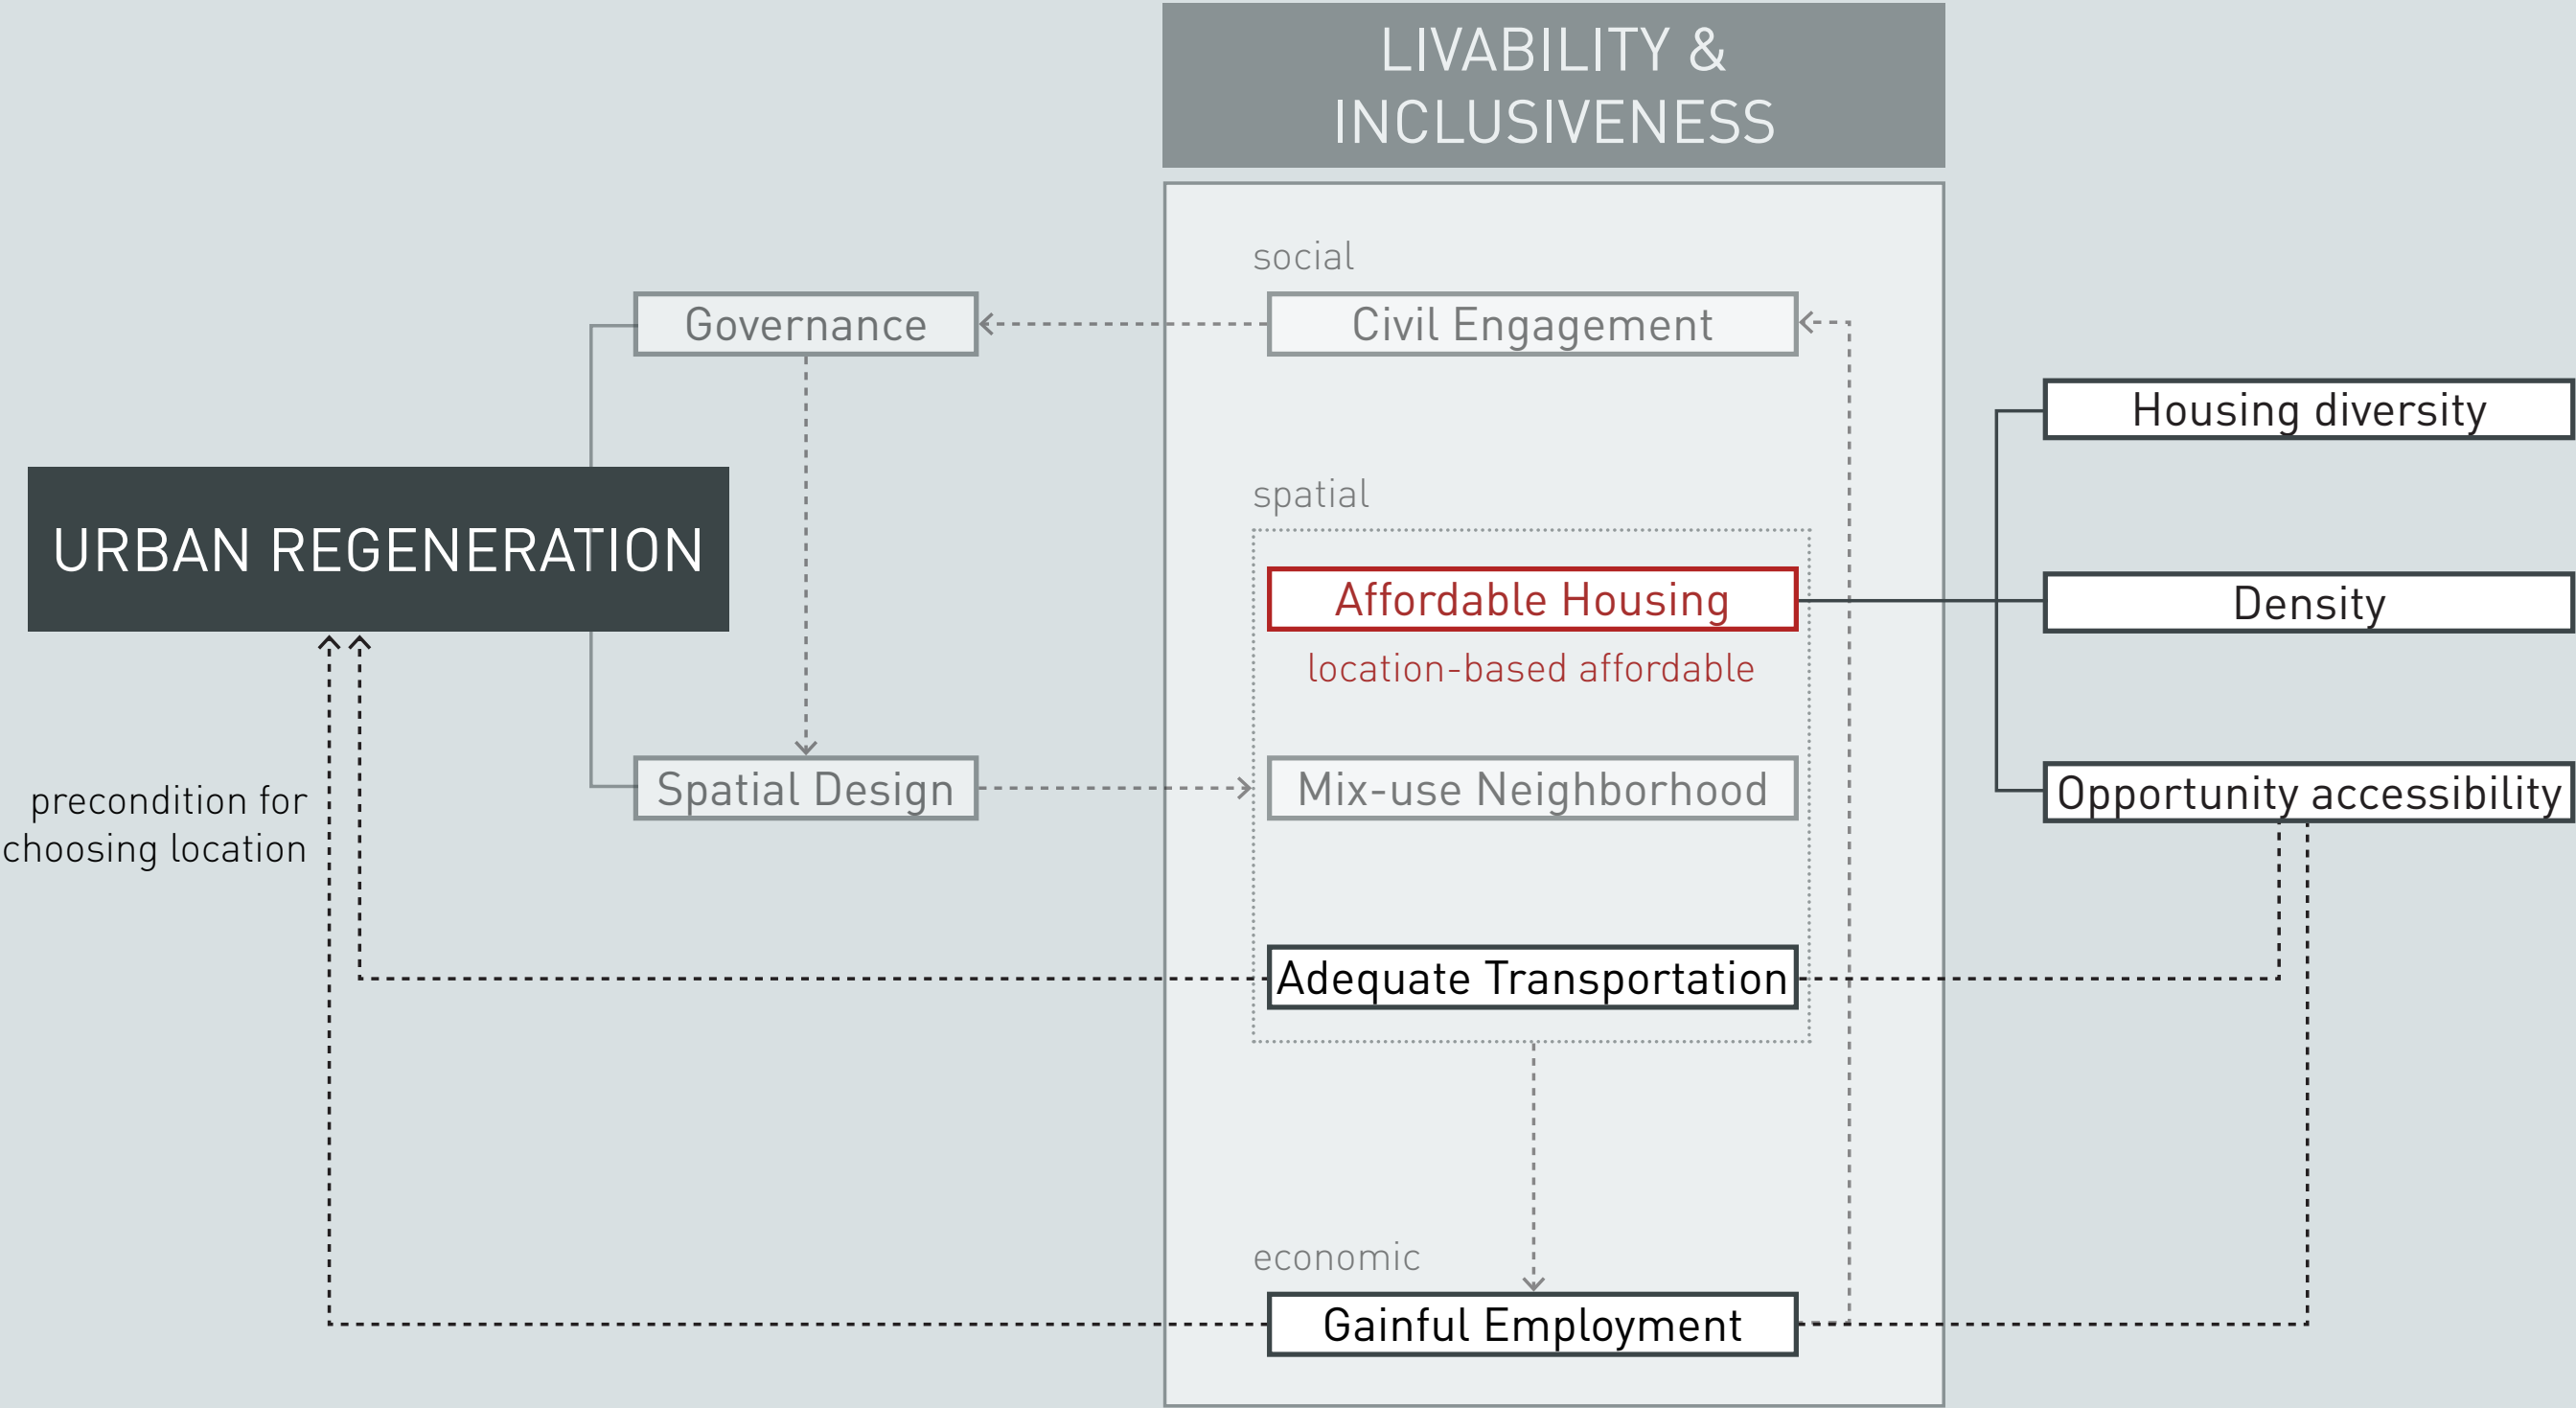 LIVABILITY &
INCLUSIVENESS
social
Governance
Civil Engagement
Housing diversity
spatial
URBAN REGENERATION
Affordable Housing
Density
location-based affordable
precondition for
choosing location
Spatial Design
Mix-use Neighborhood
Opportunity accessibility
Adequate Transportation
economic
Gainful Employment